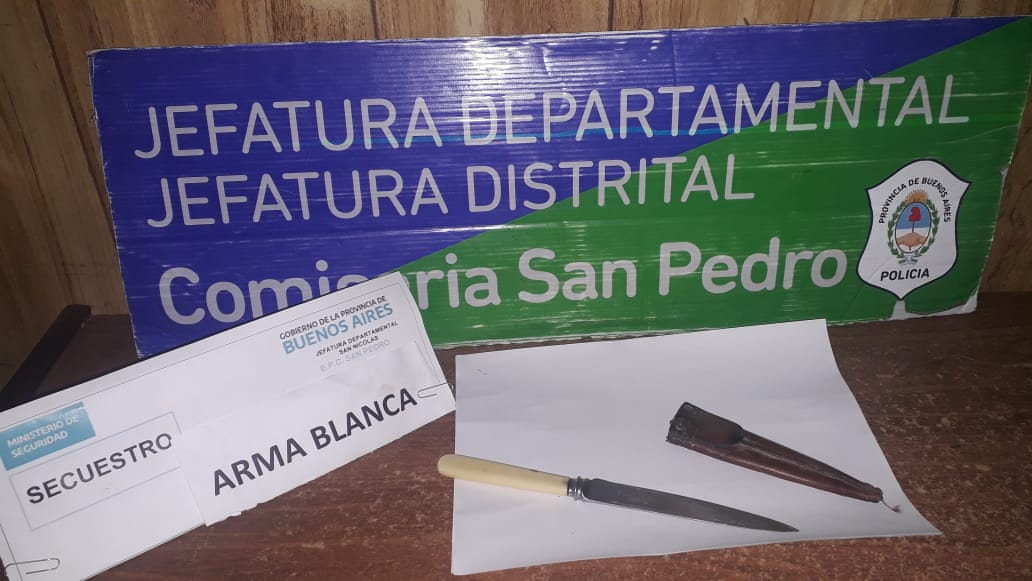 JEFATURA DEPARTAMENTAL
JEFATURA DISTRITAL
Comisaria San Pedro
PROVINCIA DE BUENOS AIRES
POLICIA
GOBIERNO DE LA PROVINCIA DE
BUENOS AIRES
JEFATURA DEPARTAMENTAL
SAN NICOLAS
B.P.C. SAN PEDRO
MINISTERIO DE
SEGURIDAD
SECUESTRO
ARMA BLANCA